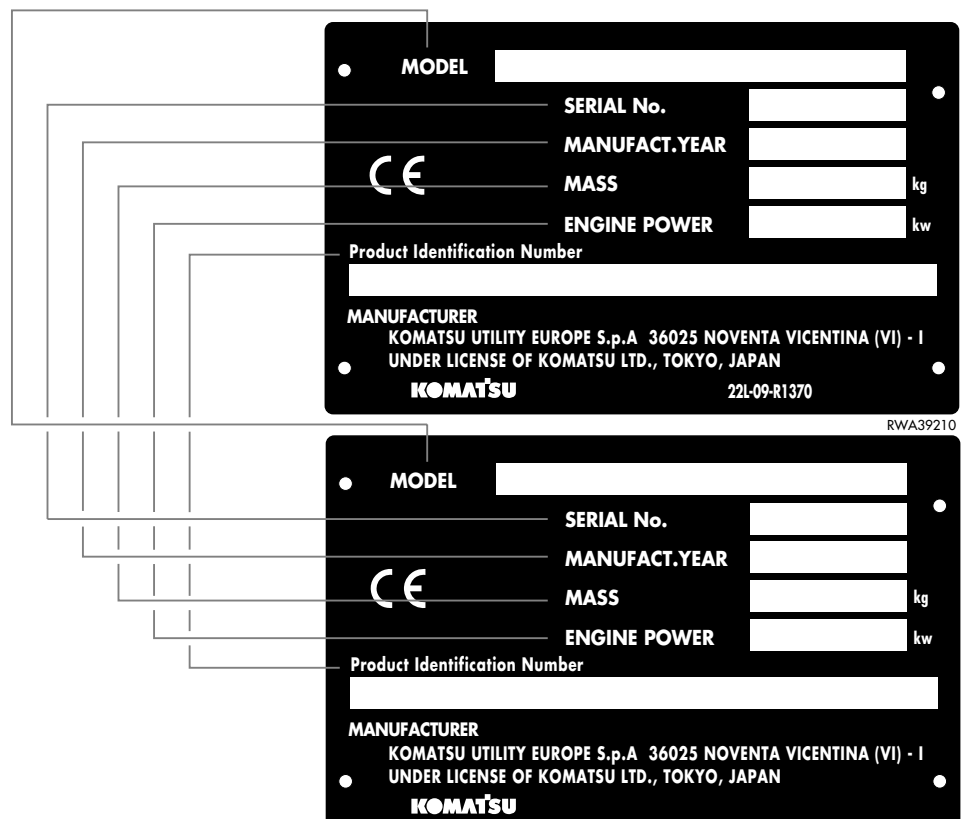 MODEL
SERIAL No.
MANUFACT.YEAR
CE
MASS kg
ENGINE POWER kw
Product Identification Number
MANUFACTURER
KOMATSU UTILITY EUROPE S.p.A 36025 NOVENTA VICENTINA (VI) - I
UNDER LICENSE OF KOMATSU LTD., TOKYO, JAPAN
KOMATSU 22L-09-R1370
RWA39210
MODEL
SERIAL No.
MANUFACT.YEAR
CE
MASS kg
ENGINE POWER kw
Product Identification Number
MANUFACTURER
KOMATSU UTILITY EUROPE S.p.A 36025 NOVENTA VICENTINA (VI) - I
UNDER LICENSE OF KOMATSU LTD., TOKYO, JAPAN
KOMATSU